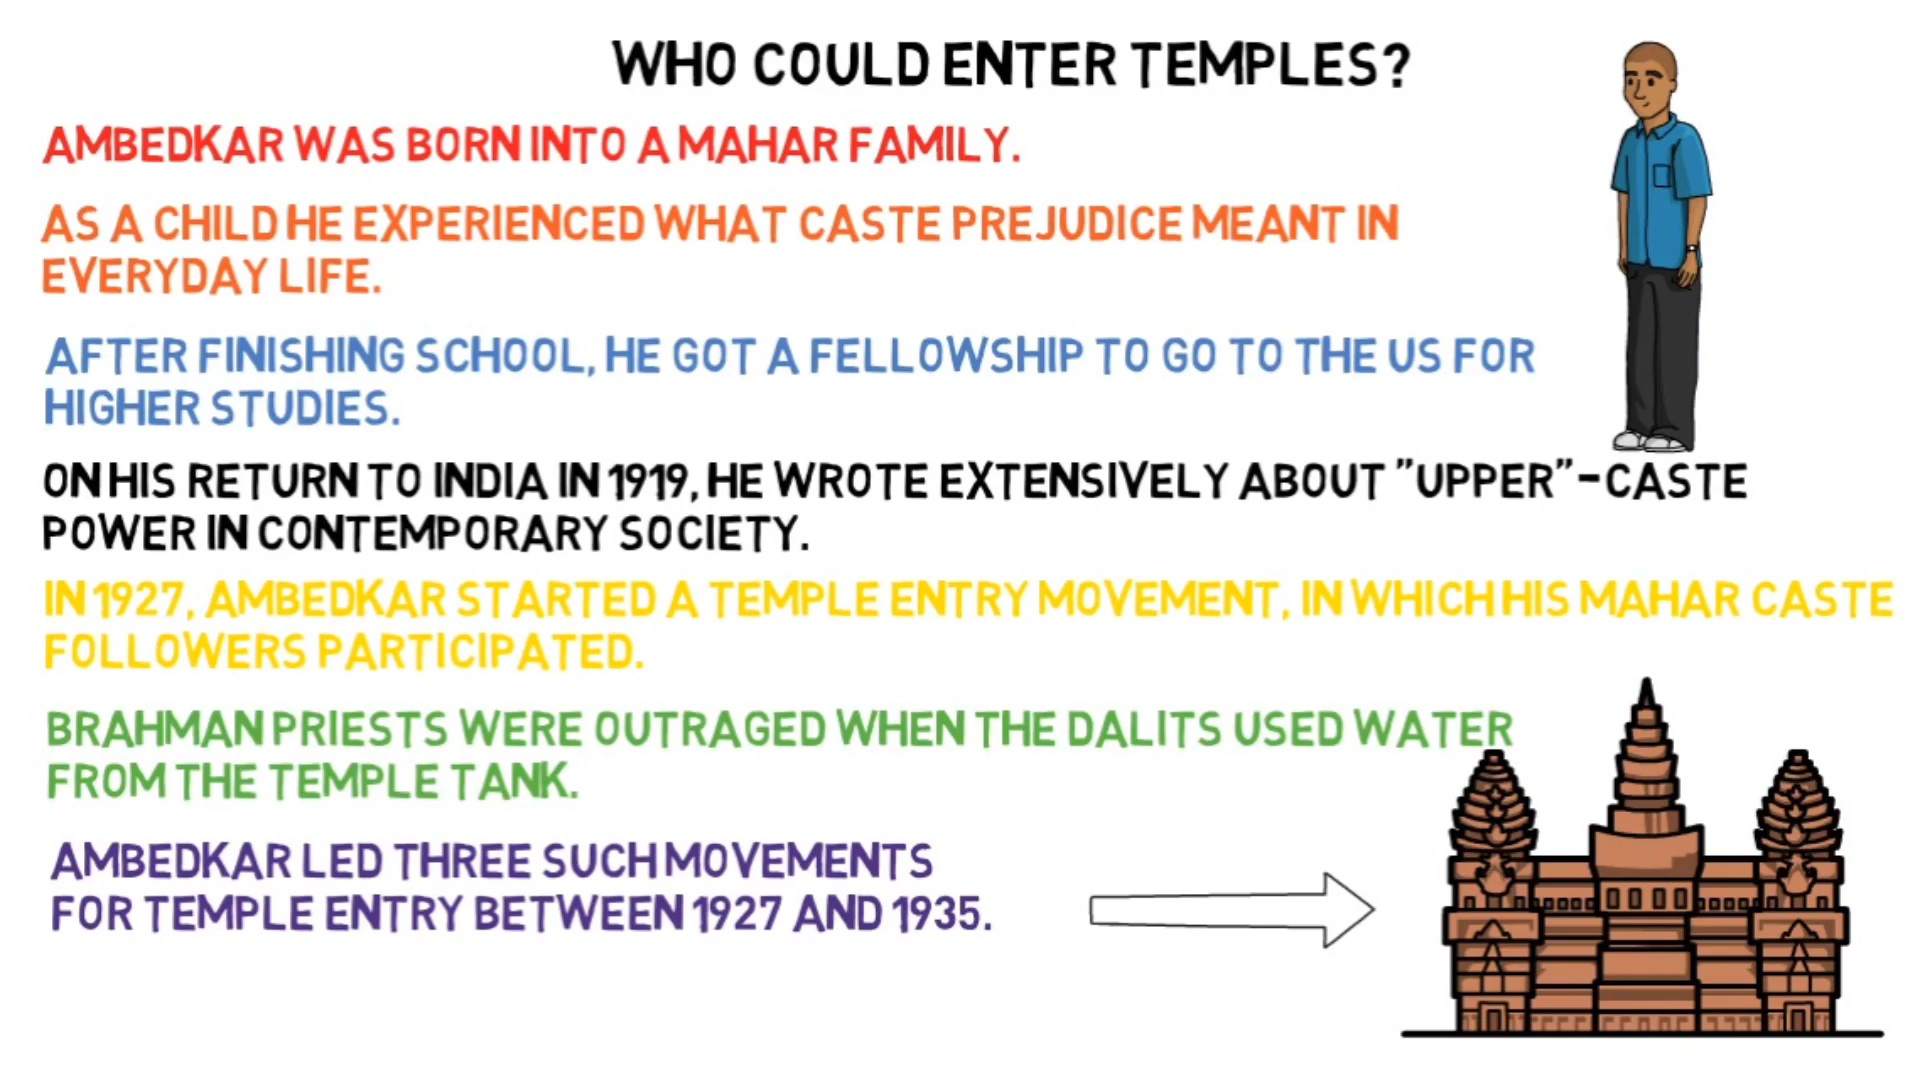 WHO COULD ENTER TEMPLES?
AMBEDKAR WAS BORN INTO A MAHAR FAMILY.
AS A CHILD HE EXPERIENCED WHAT CASTE PREJUDICE MEANT IN
EVERYDAY LIFE.
AFTER FINISHING SCHOOL, HE GOT A FELLOWSHIP TO GO TO THE US FOR
HIGHER STUDIES.
ON HIS RETURN TO INDIA IN 1919, HE WROTE EXTENSIVELY ABOUT "UPPER"-CASTE
POWER IN CONTEMPORARY SOCIETY.
IN 1927, AMBEDKAR STARTED A TEMPLE ENTRY MOVEMENT, IN WHICH HIS MAHAR CASTE
FOLLOWERS PARTICIPATED.
BRAHMAN PRIESTS WERE OUTRAGED WHEN THE DALITS USED WATER
FROM THE TEMPLE TANK.
AMBEDKAR LED THREE SUCH MOVEMENTS
FOR TEMPLE ENTRY BETWEEN 1927 AND 1935.